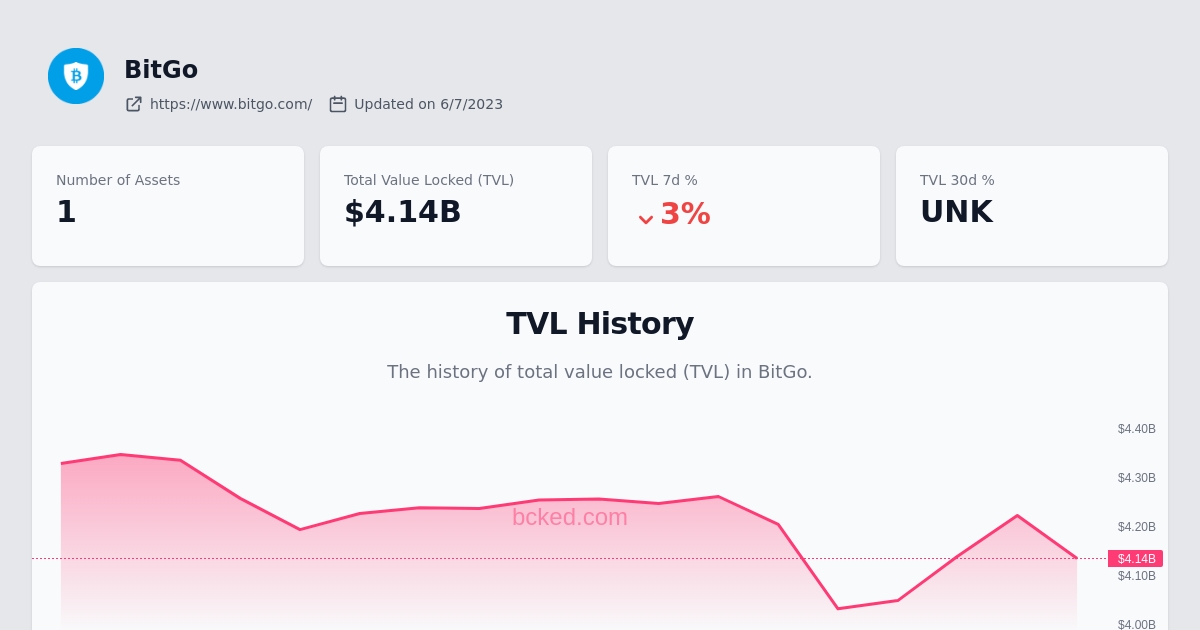 BitGo
https://www.bitgo.com/ Updated on 6/7/2023
Number of Assets
1
Total Value Locked (TVL)
$4.14B
TVL 7d %
3%
TVL 30d %
UNK
TVL History
The history of total value locked (TVL) in BitGo.
$4.40B
$4.30B
bcked.com
$4.20B
$4.14B
$4.10B
$4.00B